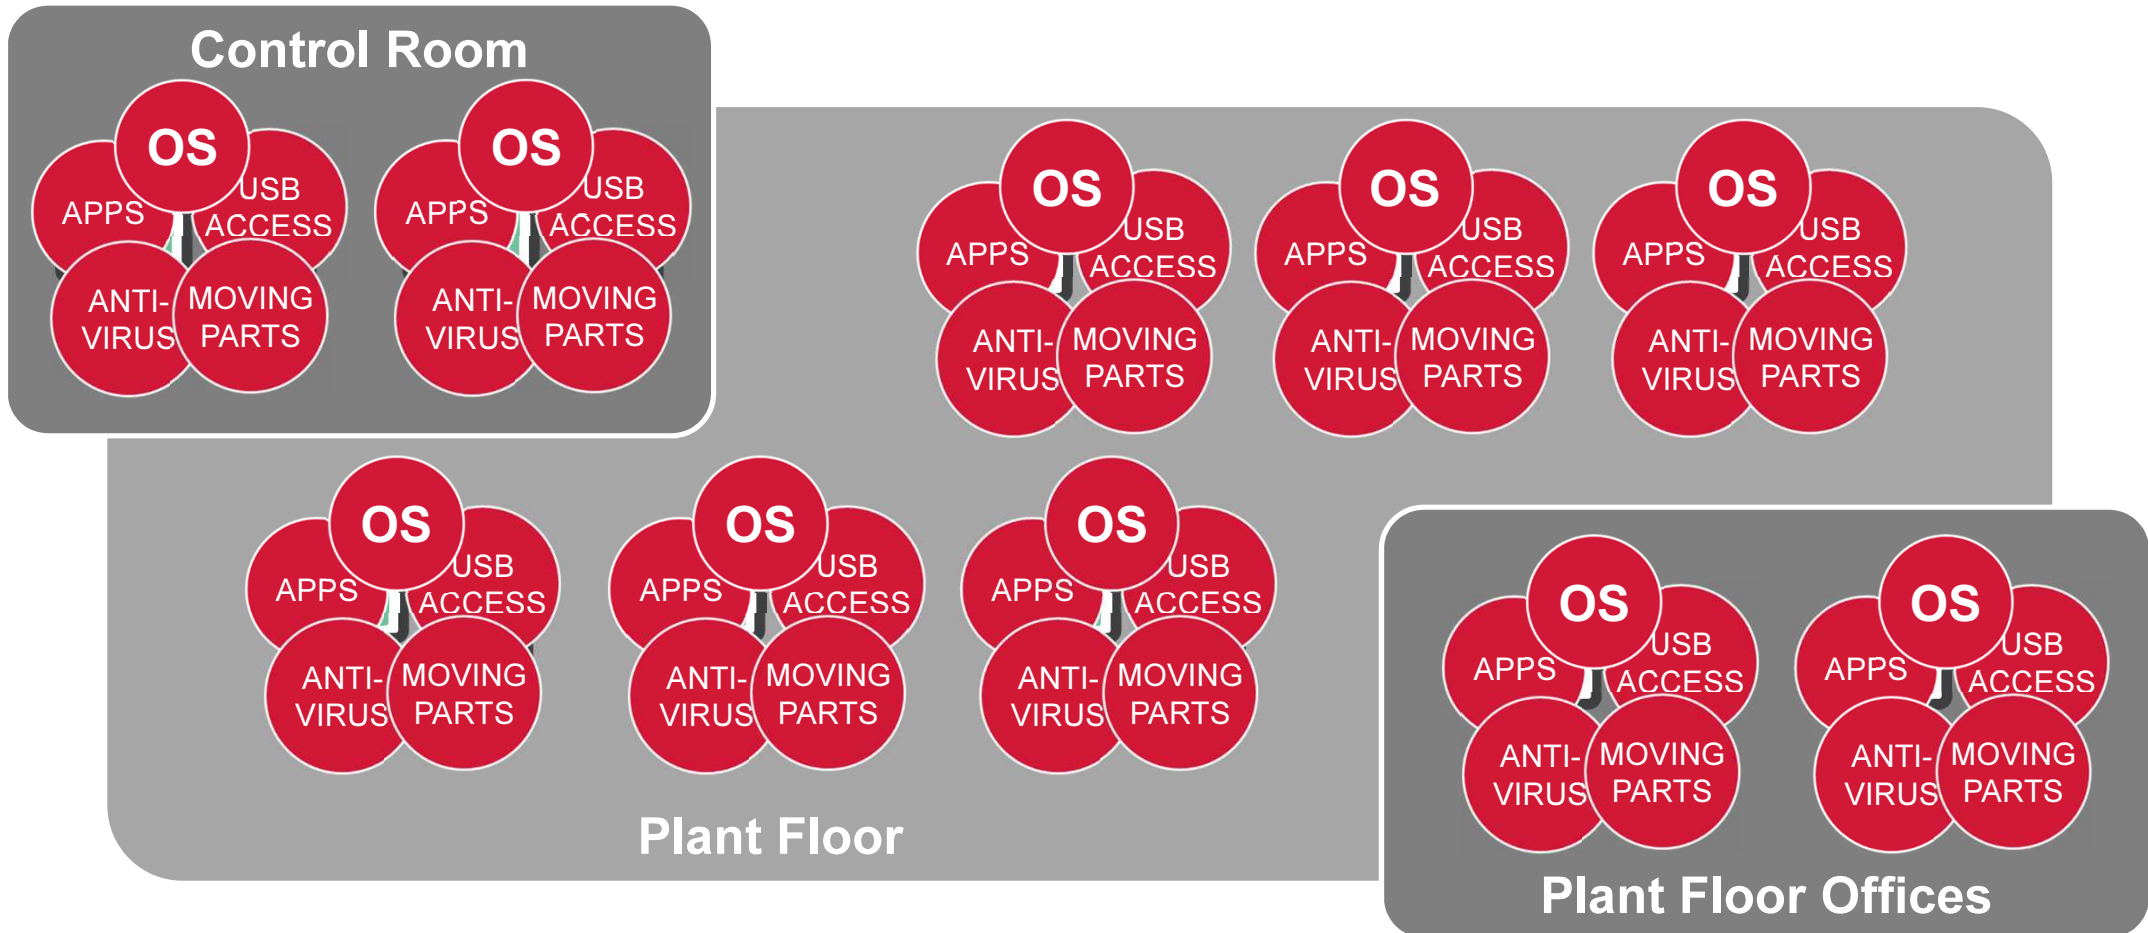 Control Room
OS
APPS
USB
ACCESS
ANTI-
VIRUS
MOVING
PARTS
OS
APPS
USB
ACCESS
ANTI-
VIRUS
MOVING
PARTS
OS
APPS
USB
ACCESS
ANTI-
VIRUS
MOVING
PARTS
OS
APPS
USB
ACCESS
ANTI-
VIRUS
MOVING
PARTS
OS
APPS
USB
ACCESS
ANTI-
VIRUS
MOVING
PARTS
OS
APPS
USB
ACCESS
ANTI-
VIRUS
MOVING
PARTS
OS
APPS
USB
ACCESS
ANTI-
VIRUS
MOVING
PARTS
OS
APPS
USB
ACCESS
ANTI-
VIRUS
MOVING
PARTS
Plant Floor
OS
APPS
USB
ACCESS
ANTI-
VIRUS
MOVING
PARTS
OS
APPS
USB
ACCESS
ANTI-
VIRUS
MOVING
PARTS
Plant Floor Offices